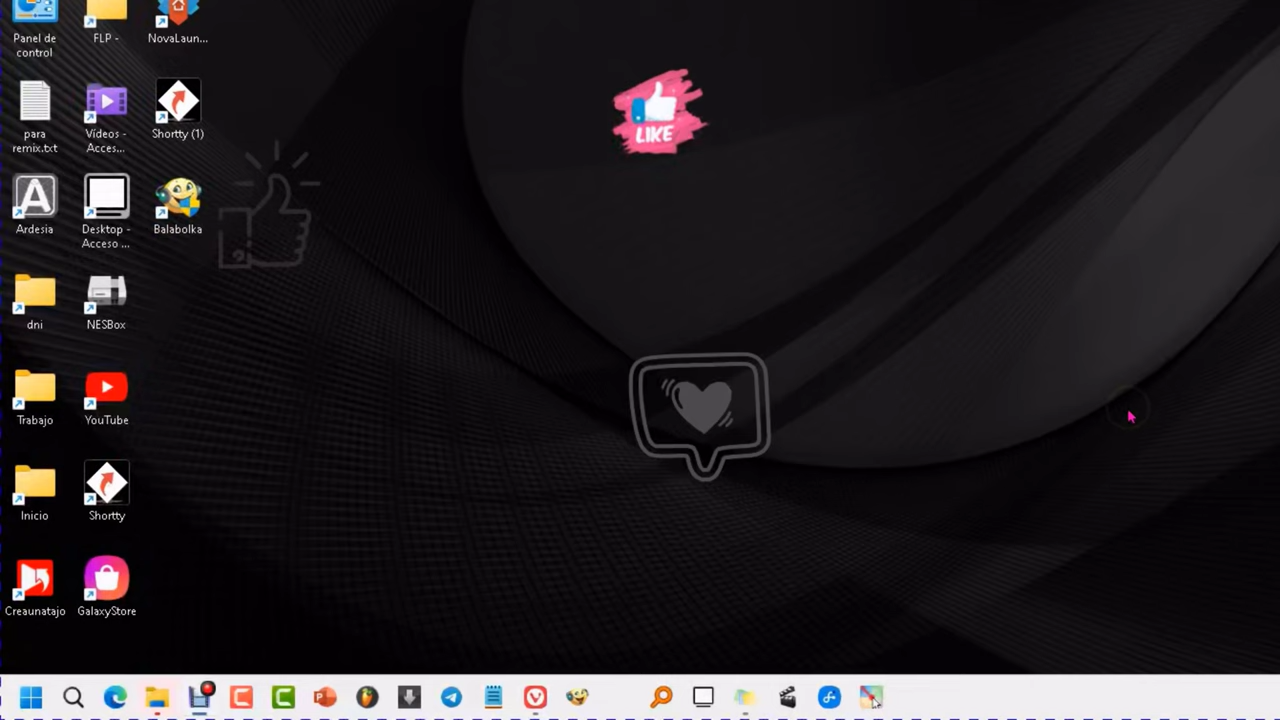 Panel de
control
FLP -
NovaLaun...
para
remix.txt
Vídeos -
Acces...
Shortty (1)
LIKE
Ardesia
Desktop -
Acceso ...
Balabolka
dni
NESBox
Trabajo
YouTube
Inicio
Shortty
Creaunatajo
GalaxyStore